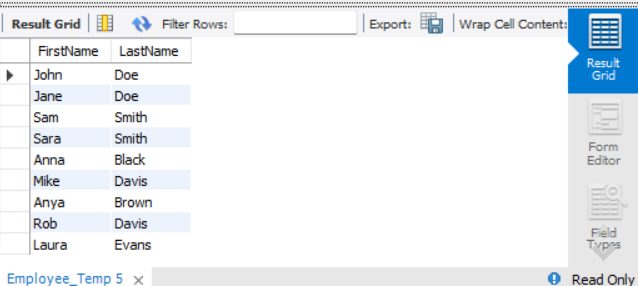 Result Grid Filter Rows: Export: Wrap Cell Content:
FirstName LastName
John Doe
Jane Doe
Sam Smith
Sara Smith
Anna Black
Mike Davis
Anya Brown
Rob Davis
Laura Evans
Result
Grid
Form
Editor
Field
Types
Employee_Temp 5
Read Only